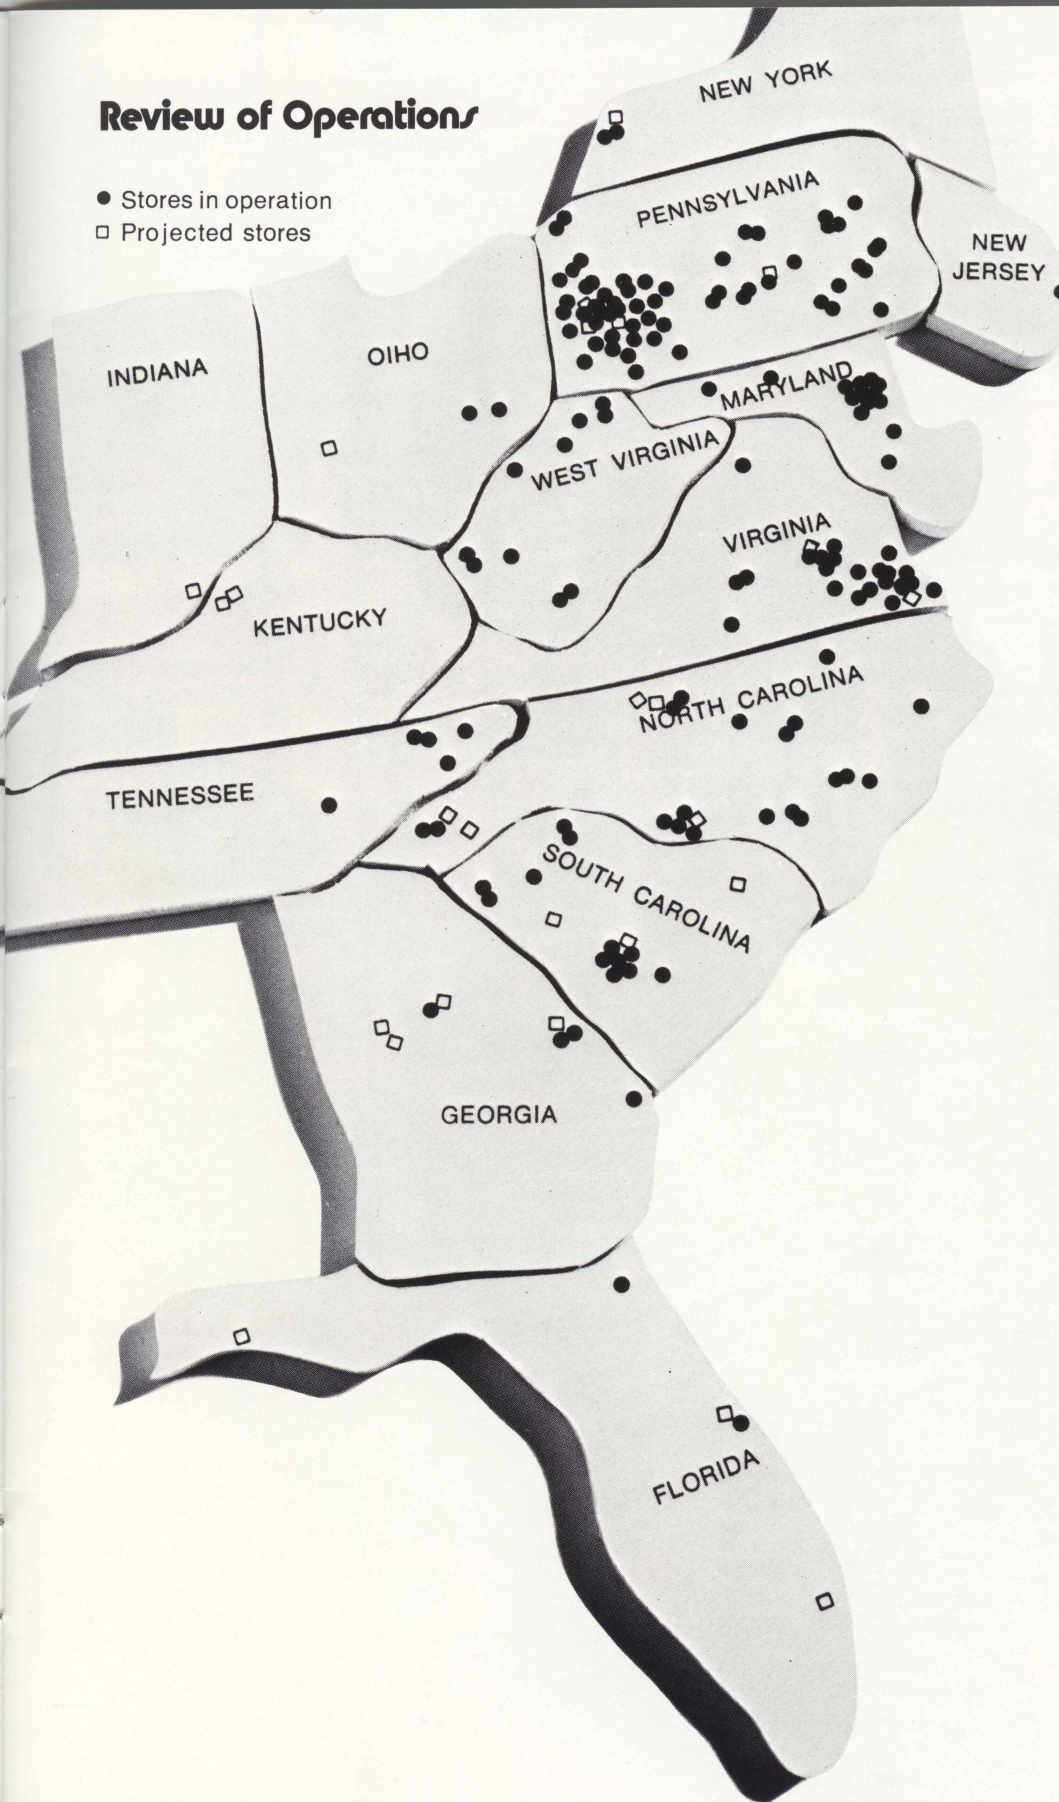 Review of Operations
Stores in operation
Projected stores
NEW YORK
PENNSYLVANIA
NEW
JERSEY
INDIANA
OIHO
MARYLAND
WEST VIRGINIA
VIRGINIA
KENTUCKY
NORTH CAROLINA
TENNESSEE
SOUTH CAROLINA
GEORGIA
FLORIDA